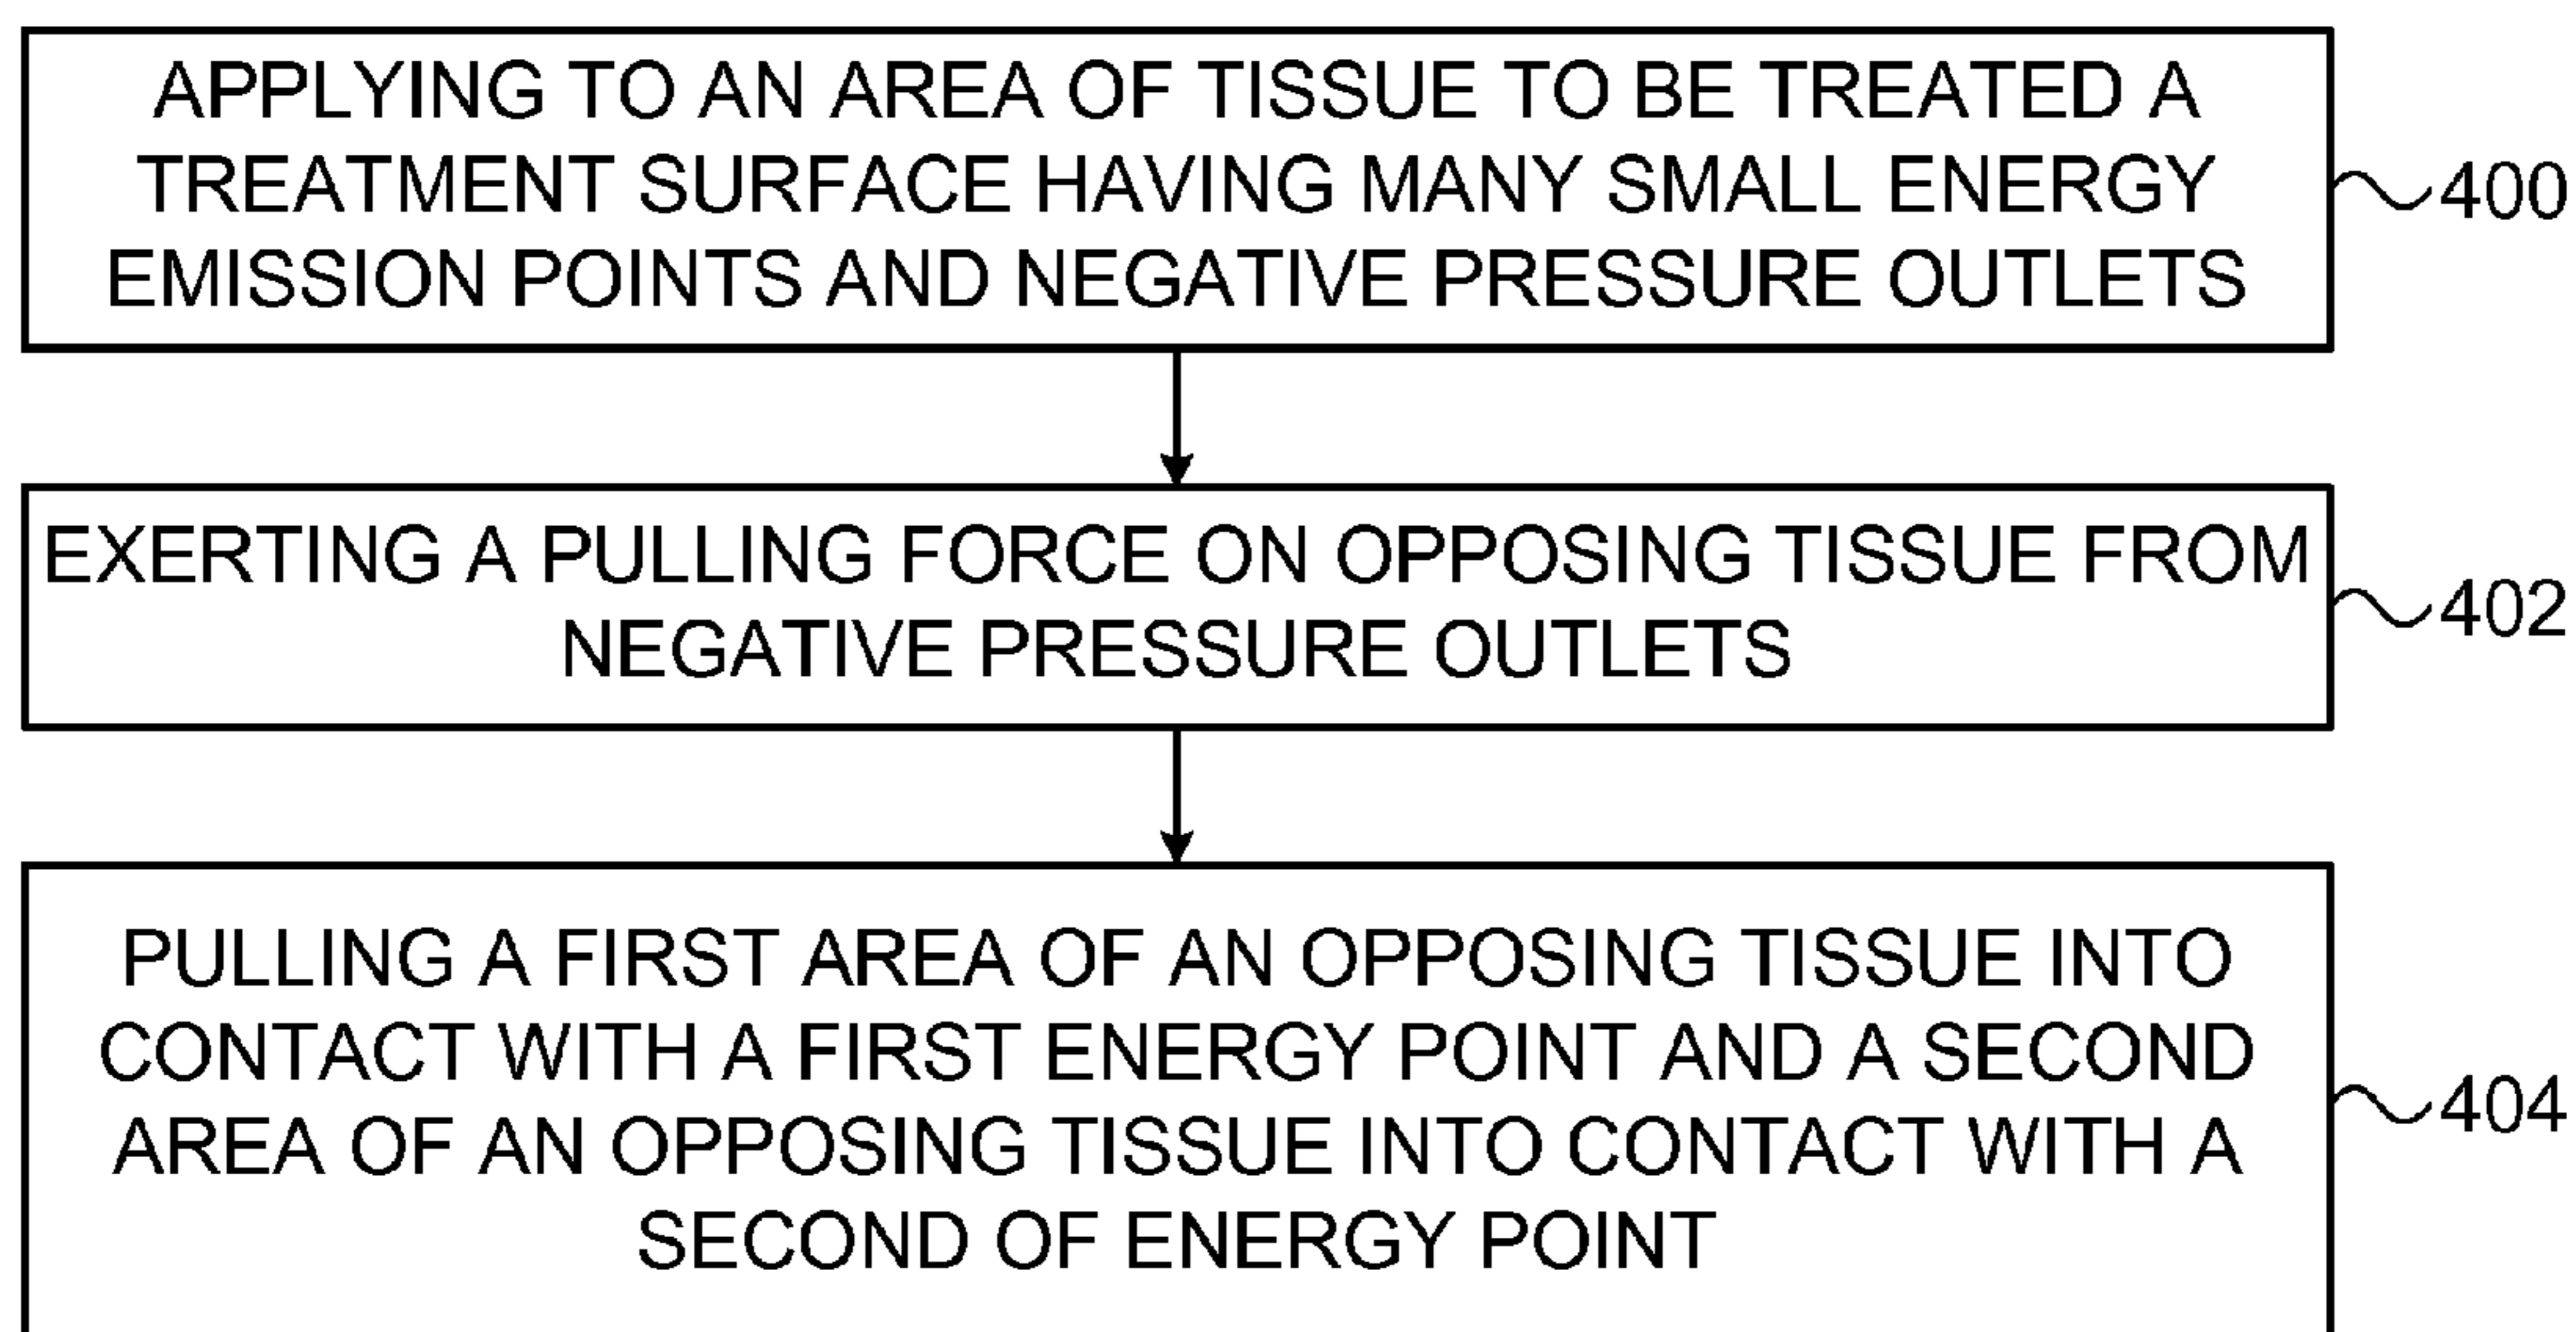 APPLYING TO AN AREA OF TISSUE TO BE TREATED A
TREATMENT SURFACE HAVING MANY SMALL ENERGY
EMISSION POINTS AND NEGATIVE PRESSURE OUTLETS
400
EXERTING A PULLING FORCE ON OPPOSING TISSUE FROM
NEGATIVE PRESSURE OUTLETS
402
PULLING A FIRST AREA OF AN OPPOSING TISSUE INTO
CONTACT WITH A FIRST ENERGY POINT AND A SECOND
AREA OF AN OPPOSING TISSUE INTO CONTACT WITH A
SECOND OF ENERGY POINT
404